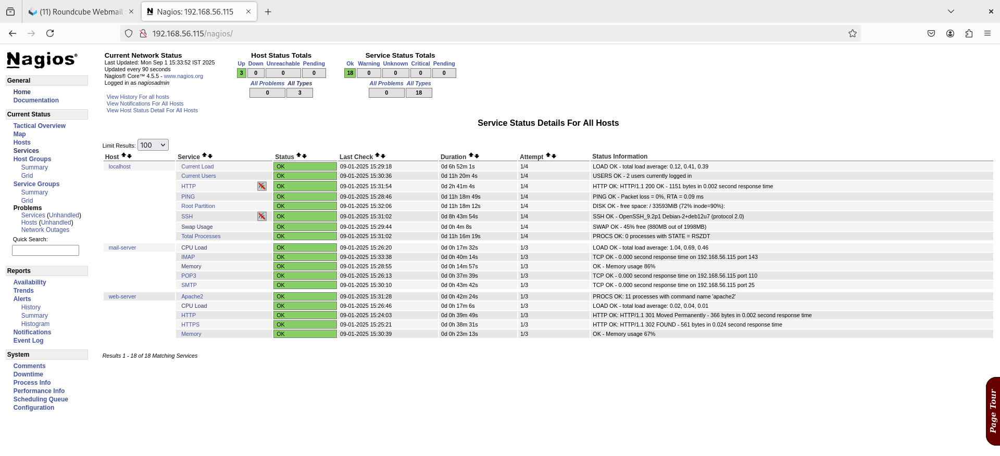 (11) Roundcube Webmail
Nagios: 192.168.56.115
192.168.56.115/nagios/
Nagios®
General
Home
Documentation
Current Status
Tactical Overview
Map
Hosts
Services
Host Groups
Summary
Grid
Service Groups
Summary
Grid
Problems
Services (Unhandled)
Hosts (Unhandled)
Network Outages
Quick Search:
Reports
Availability
Trends
Alerts
History
Summary
Histogram
Notifications
Event Log
System
Comments
Downtime
Process Info
Performance Info
Scheduling Queue
Configuration
Current Network Status
Last Updated: Mon Sep 1 15:33:52 IST 2025
Updated every 90 seconds
Nagios® Core™ 4.5.5 - www.nagios.org
Logged in as nagiosadmin
View History For all hosts
View Notifications For All Hosts
View Host Status Detail For All Hosts
Host Status Totals
Up Down Unreachable Pending
3 0 0 0
All Problems All Types
0 3
Service Status Totals
Ok Warning Unknown Critical Pending
18 0 0 0 0
All Problems All Types
0 18
Service Status Details For All Hosts
Limit Results: 100
Host Service Status Last Check Duration Attempt Status Information
localhost Current Load OK 09-01-2025 15:29:18 0d 6h 52m 1s 1/4 LOAD OK - total load average: 0.12, 0.41, 0.39
Current Users OK 09-01-2025 15:30:36 0d 11h 20m 4s 1/4 USERS OK - 2 users currently logged in
HTTP OK 09-01-2025 15:31:54 0d 2h 41m 4s 1/4 HTTP OK: HTTP/1.1 200 OK - 1151 bytes in 0.002 second response time
PING OK 09-01-2025 15:28:46 0d 11h 18m 49s 1/4 PING OK - Packet loss = 0%, RTA = 0.09 ms
Root Partition OK 09-01-2025 15:32:06 0d 11h 18m 12s 1/4 DISK OK - free space: / 33593MiB (72% inode=90%):
SSH OK 09-01-2025 15:31:02 0d 8h 43m 54s 1/4 SSH OK - OpenSSH_9.2p1 Debian-2+deb12u7 (protocol 2.0)
Swap Usage OK 09-01-2025 15:29:44 0d 0h 4m 8s 1/4 SWAP OK - 45% free (880MB out of 1998MB)
Total Processes OK 09-01-2025 15:31:02 0d 11h 16m 19s 1/4 PROCS OK: 0 processes with STATE = RSZDT
mail-server CPU Load OK 09-01-2025 15:26:20 0d 0h 17m 32s 1/3 LOAD OK - total load average: 1.04, 0.69, 0.46
IMAP OK 09-01-2025 15:33:38 0d 0h 40m 14s 1/3 TCP OK - 0.000 second response time on 192.168.56.115 port 143
Memory OK 09-01-2025 15:28:55 0d 0h 14m 57s 1/3 OK - Memory usage 86%
POP3 OK 09-01-2025 15:26:13 0d 0h 37m 39s 1/3 TCP OK - 0.000 second response time on 192.168.56.115 port 110
SMTP OK 09-01-2025 15:30:10 0d 0h 43m 42s 1/3 TCP OK - 0.000 second response time on 192.168.56.115 port 25
web-server Apache2 OK 09-01-2025 15:31:28 0d 0h 42m 24s 1/3 PROCS OK: 11 processes with command name 'apache2'
CPU Load OK 09-01-2025 15:26:46 0d 0h 17m 6s 1/3 LOAD OK - total load average: 0.02, 0.04, 0.01
HTTP OK 09-01-2025 15:24:03 0d 0h 39m 49s 1/3 HTTP OK: HTTP/1.1 301 Moved Permanently - 366 bytes in 0.002 second response time
HTTPS OK 09-01-2025 15:25:21 0d 0h 38m 31s 1/3 HTTP OK: HTTP/1.1 302 FOUND - 561 bytes in 0.024 second response time
Memory OK 09-01-2025 15:30:39 0d 0h 23m 13s 1/3 OK - Memory usage 67%
Results 1 - 18 of 18 Matching Services
Page Tour